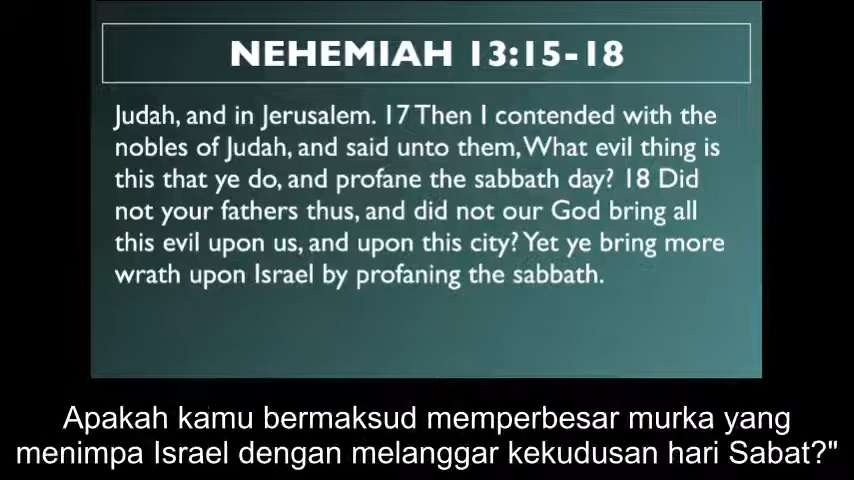 NEHEMIAH 13:15-18
Judah, and in Jerusalem. 17 Then I contended with the
nobles of Judah, and said unto them, What evil thing is
this that ye do, and profane the sabbath day? 18 Did
not your fathers thus, and did not our God bring all
this evil upon us, and upon this city? Yet ye bring more
wrath upon Israel by profaning the sabbath.
Apakah kamu bermaksud memperbesar murka yang
menimpa Israel dengan melanggar kekudusan hari Sabat?"